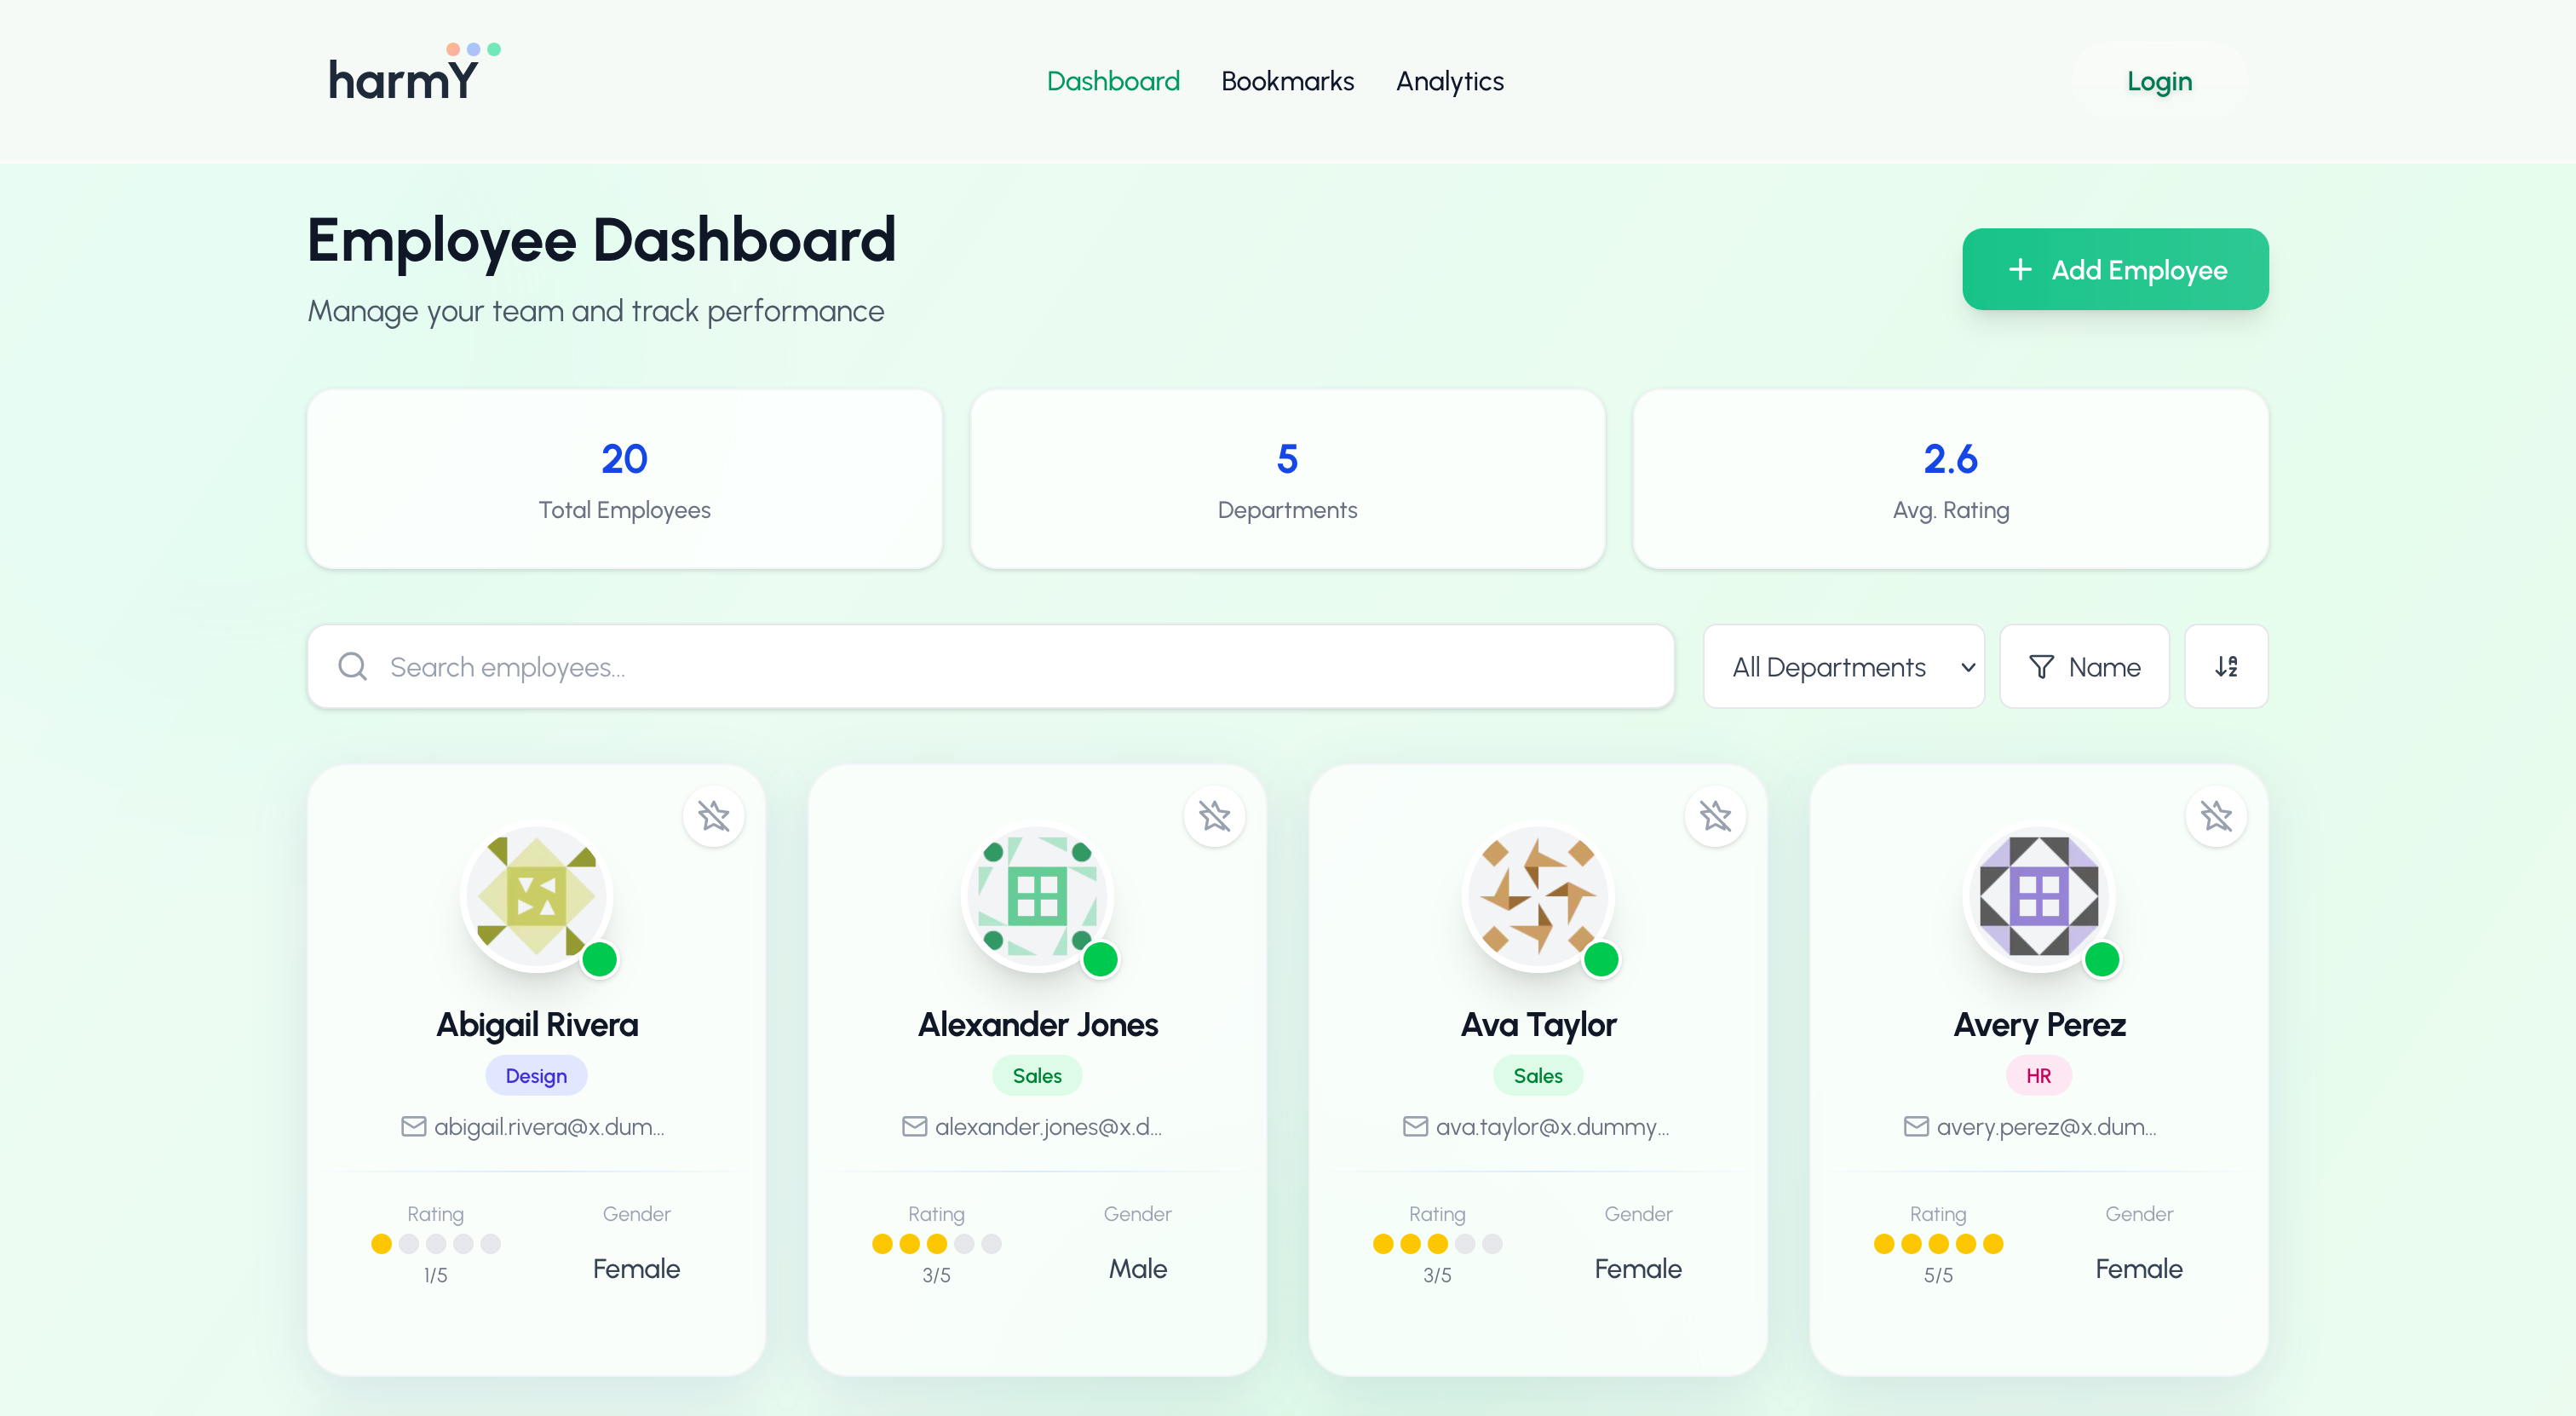 harmY
Dashboard Bookmarks Analytics
Login
Employee Dashboard
Manage your team and track performance
Add Employee
20
Total Employees
5
Departments
2.6
Avg. Rating
Search employees...
All Departments
Name
Abigail Rivera
Design
abigail.rivera@x.dum...
Rating
1/5
Gender
Female
Alexander Jones
Sales
alexander.jones@x.d...
Rating
3/5
Gender
Male
Ava Taylor
Sales
ava.taylor@x.dummy...
Rating
3/5
Gender
Female
Avery Perez
HR
avery.perez@x.dum...
Rating
5/5
Gender
Female